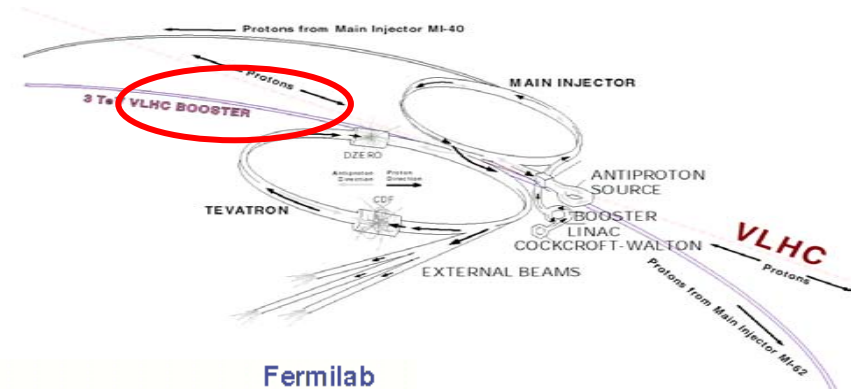 Protons from Main Injector MI-40
Protons
MAIN INJECTOR
3 TeV VLHC BOOSTER
DZERO
Antiproton Direction
Proton Direction
ANTIPROTON
SOURCE
TEVATRON
CDF
BOOSTER
LINAC
COCKCROFT-WALTON
VLHC
Protons
EXTERNAL BEAMS
Protons from Main Injector MI-62
Fermilab